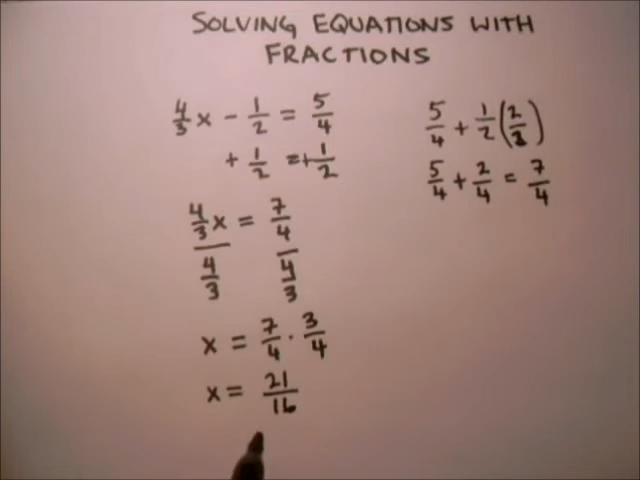 SOLVING EQUATIONS WITH
FRACTIONS
4/3 x - 1/2 = 5/4
+ 1/2 = + 1/2
4/3 x = 7/4
4/3 4/3
x = 7/4 · 3/4
x = 21/16
5/4 + 1/2 (2/2)
5/4 + 2/4 = 7/4